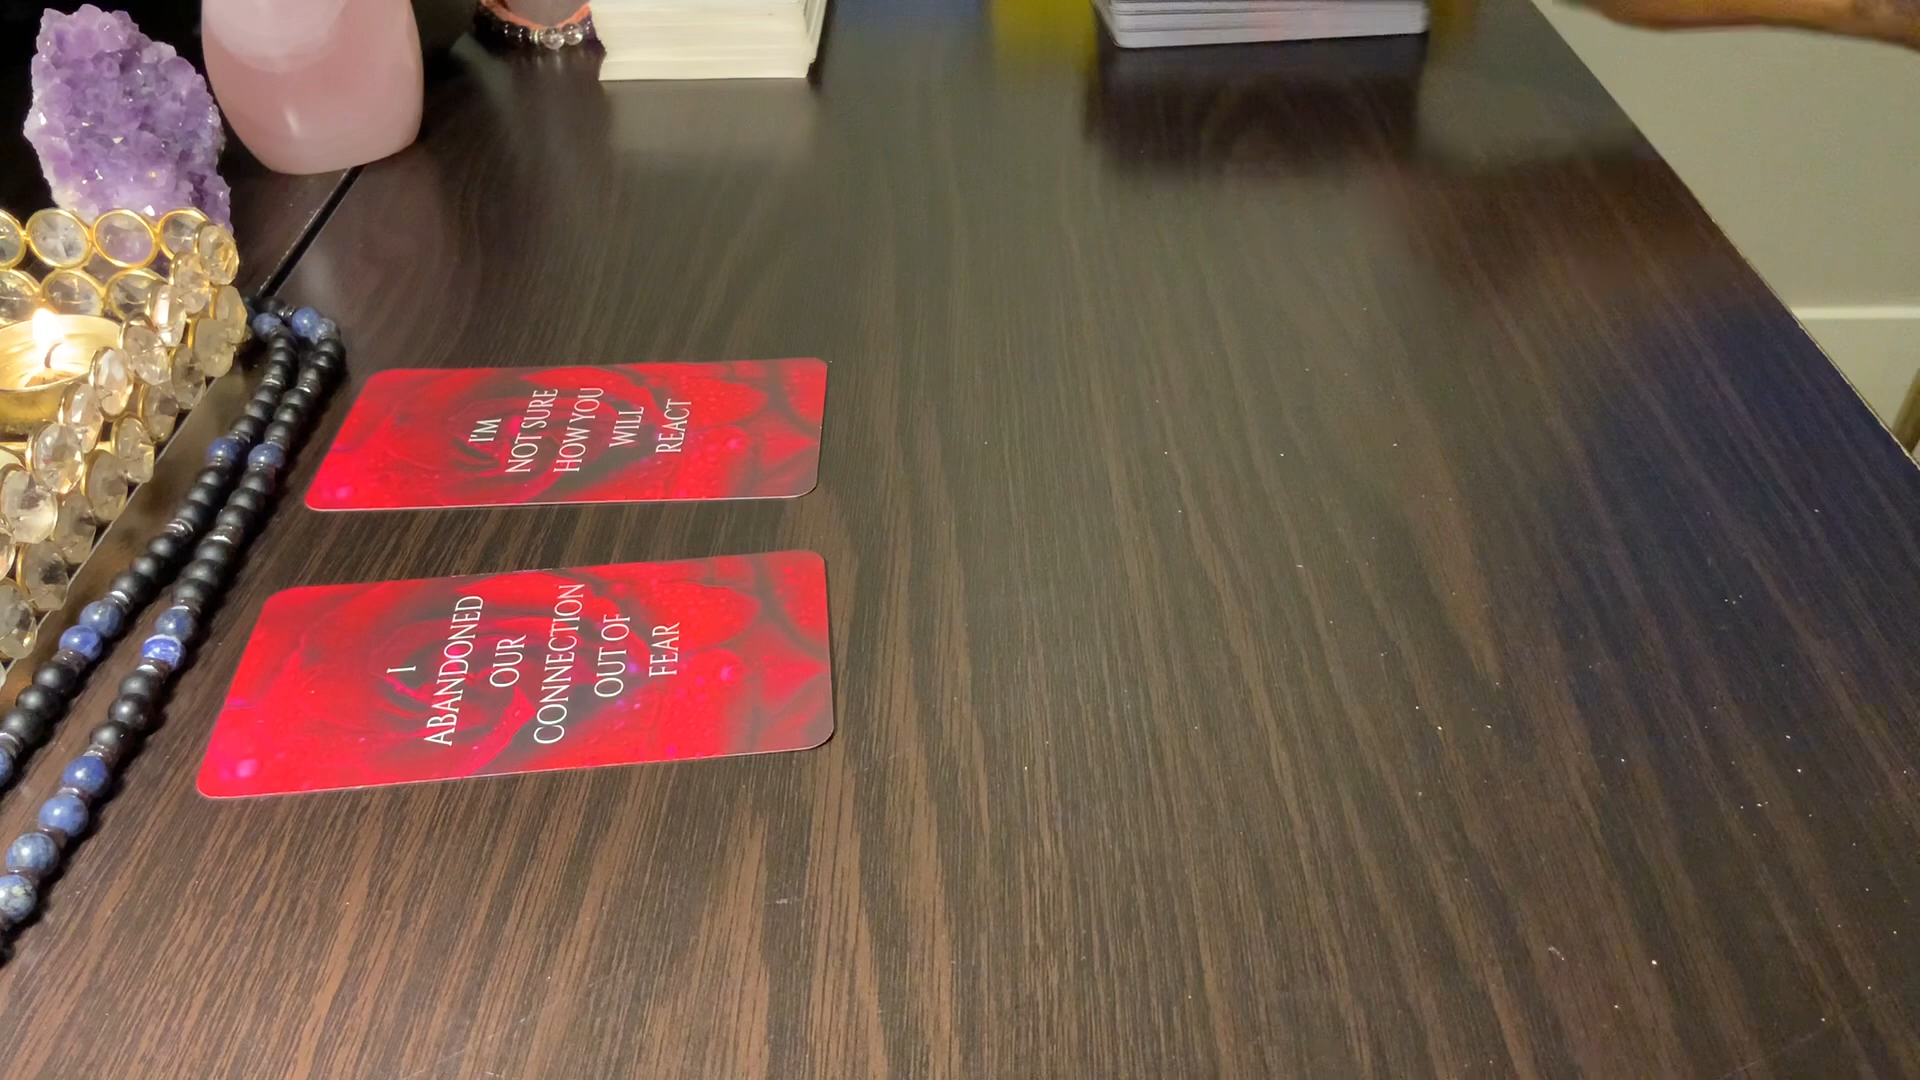 I'M
NOT SURE
HOW YOU
WILL
REACT
I
ABANDONED
OUR
CONNECTION
OUT OF
FEAR